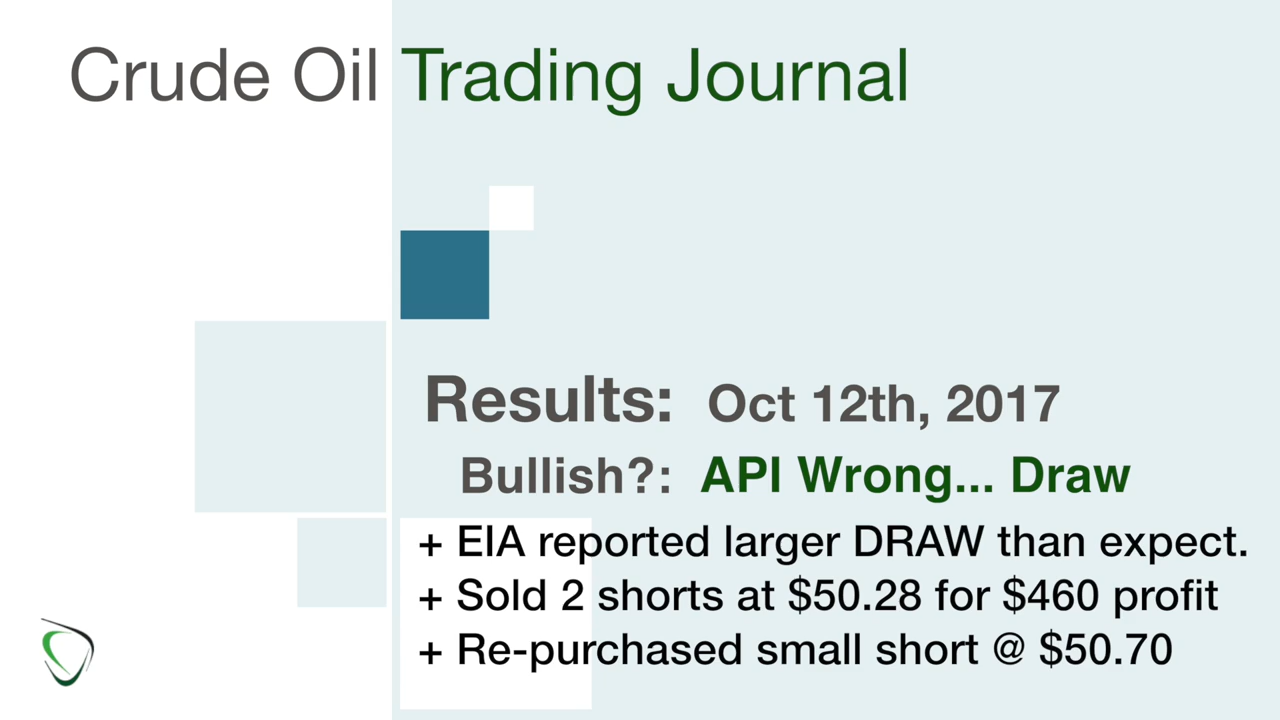 Crude Oil Trading Journal
Results: Oct 12th, 2017
Bullish?: API Wrong... Draw
+ EIA reported larger DRAW than expect.
+ Sold 2 shorts at $50.28 for $460 profit
+ Re-purchased small short @ $50.70